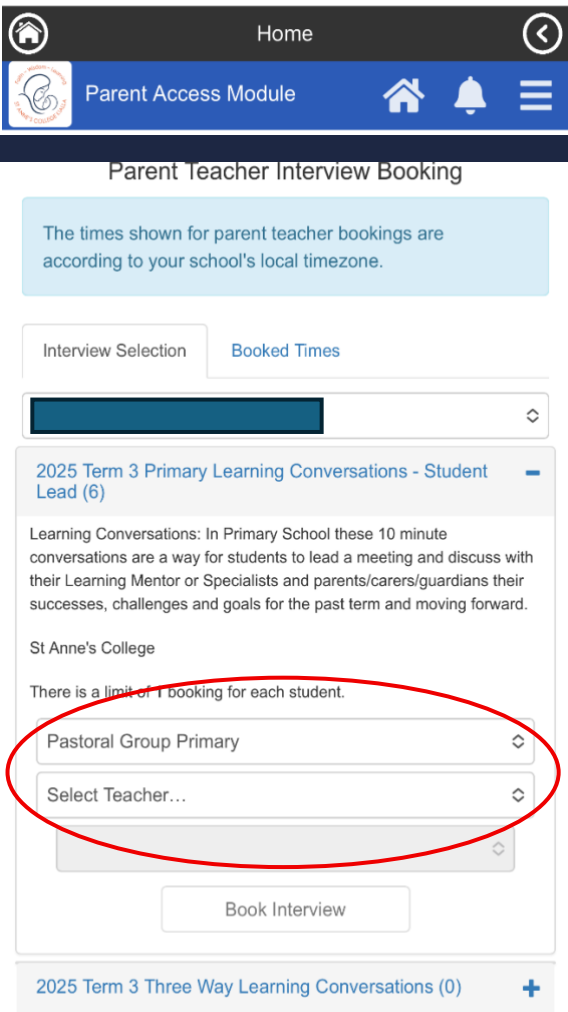 Home
Parent Access Module
Parent Teacher Interview Booking
The times shown for parent teacher bookings are
according to your school's local timezone.
Interview Selection
Booked Times
2025 Term 3 Primary Learning Conversations - Student
Lead (6)
Learning Conversations: In Primary School these 10 minute
conversations are a way for students to lead a meeting and discuss with
their Learning Mentor or Specialists and parents/carers/guardians their
successes, challenges and goals for the past term and moving forward.
St Anne's College
There is a limit of 1 booking for each student.
Pastoral Group Primary
Select Teacher...
Book Interview
2025 Term 3 Three Way Learning Conversations (0)